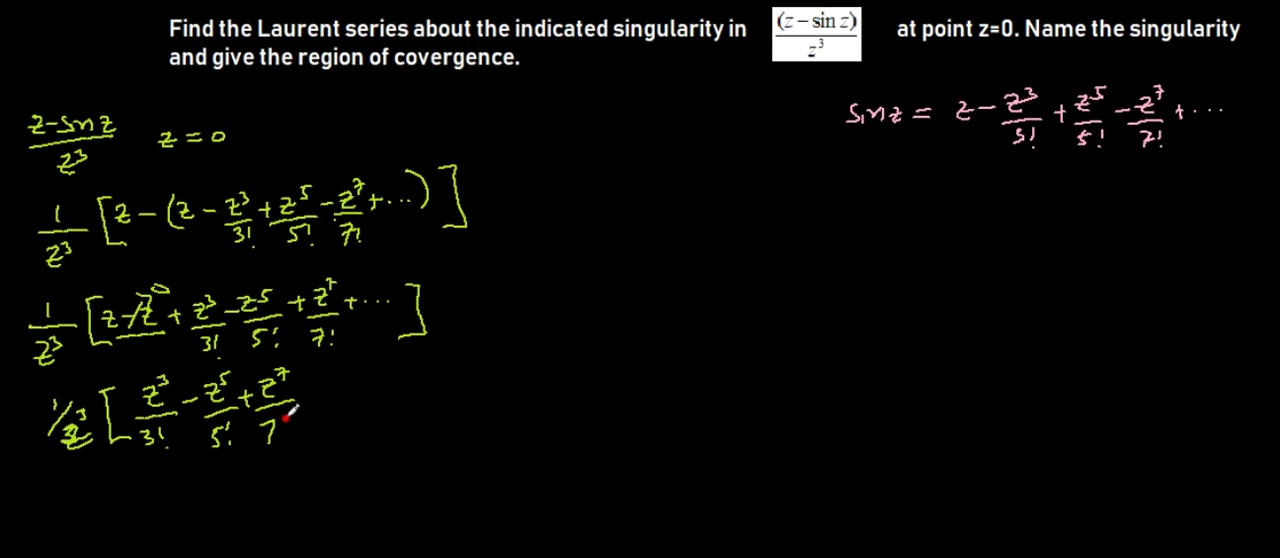 Find the Laurent series about the indicated singularity in (z − sin z)/z³ at point z=0. Name the singularity
and give the region of covergence.
sin z = z − z³/3! + z⁵/5! − z⁷/7! + ...
z−sin z/z³ z = 0
1/z³ [z − (z − z³/3! + z⁵/5! − z⁷/7! + ...)]
1/z³ [z − z⁰ + z³/3! − z⁵/5! + z⁷/7! + ...]
1/z³ [z³/3! − z⁵/5! + z⁷/7